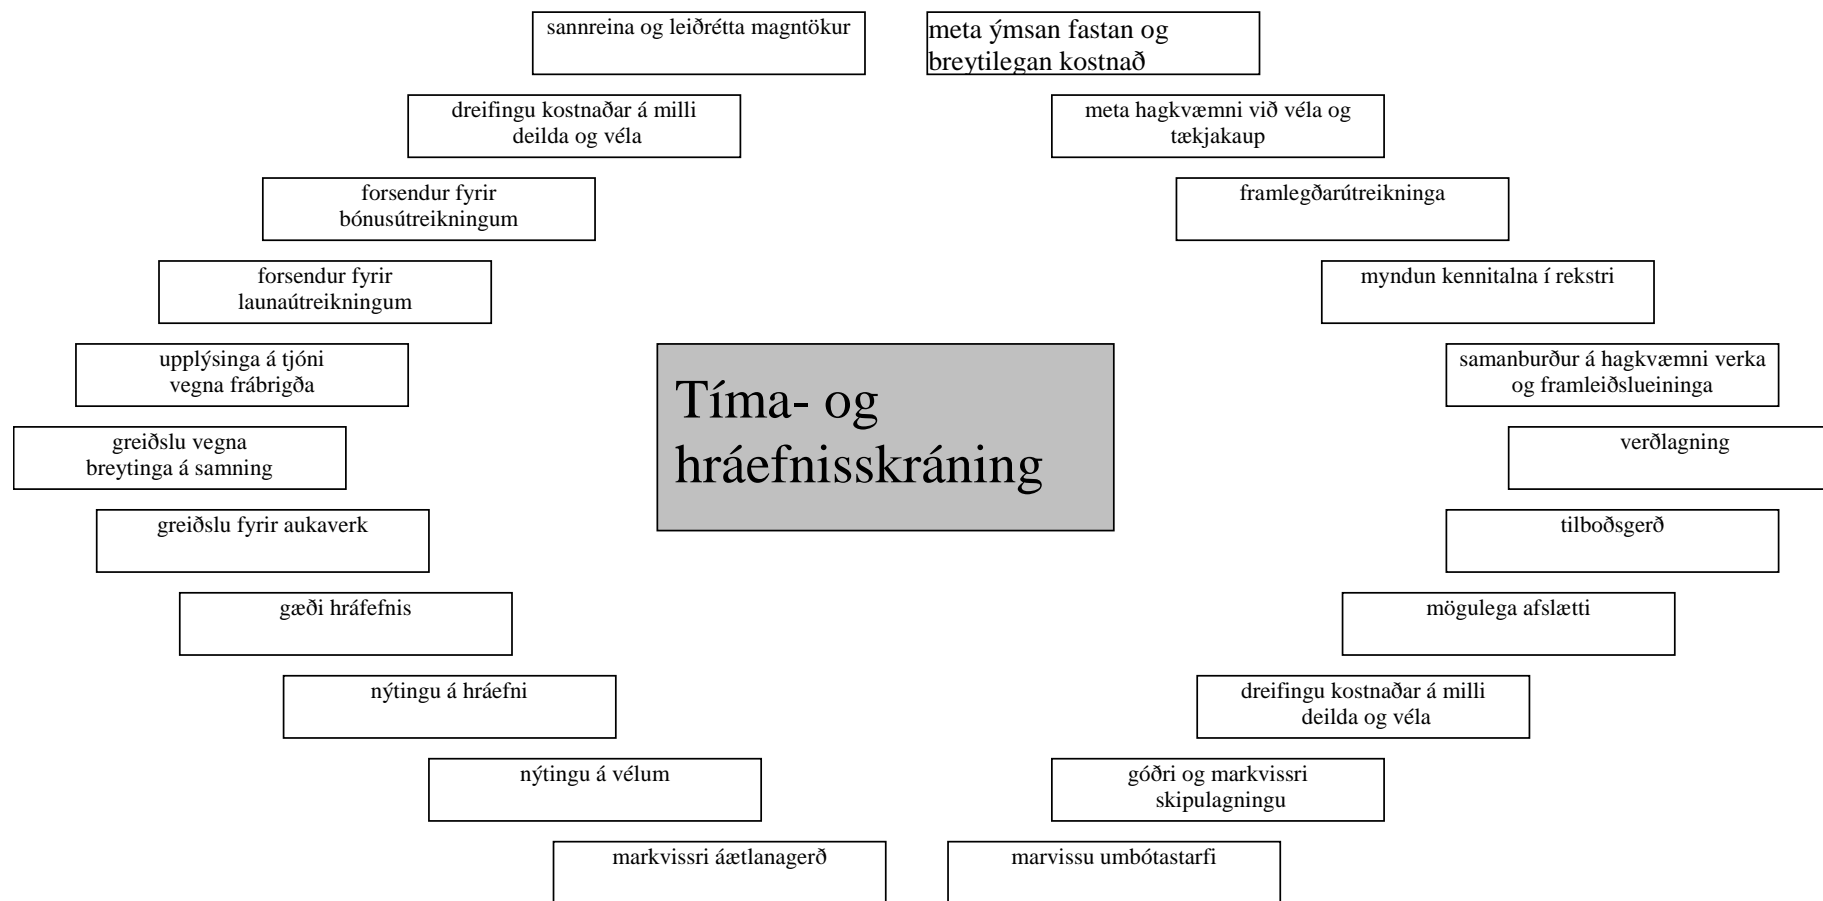 sannreina og leiðrétta magntökur
meta ýmsan fastan og
breytilegan kostnað
dreifingu kostnaðar á milli
deilda og véla
meta hagkvæmni við véla og
tækjakaup
forsendur fyrir
bónusútreikningum
framlegðarútreikninga
forsendur fyrir
launaútreikningum
myndun kennitalna í rekstri
upplýsinga á tjóni
vegna frábrigða
Tíma- og
hráefnisskráning
samanburður á hagkvæmni verka
og framleiðslueininga
greiðslu vegna
breytinga á samning
verðlagning
greiðslu fyrir aukaverk
tilboðsgerð
gæði hráfefnis
mögulega afslætti
nýtingu á hráefni
dreifingu kostnaðar á milli
deilda og véla
nýtingu á vélum
góðri og markvissri
skipulagningu
markvissri áætlanagerð
marvissu umbótastarfi